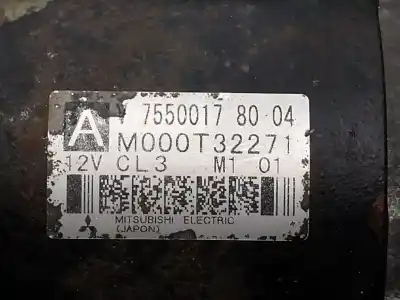 7550017 80-04
A
M000T32271
12V CL3 M1 01
MITSUBISHI ELECTRIC
(JAPON)